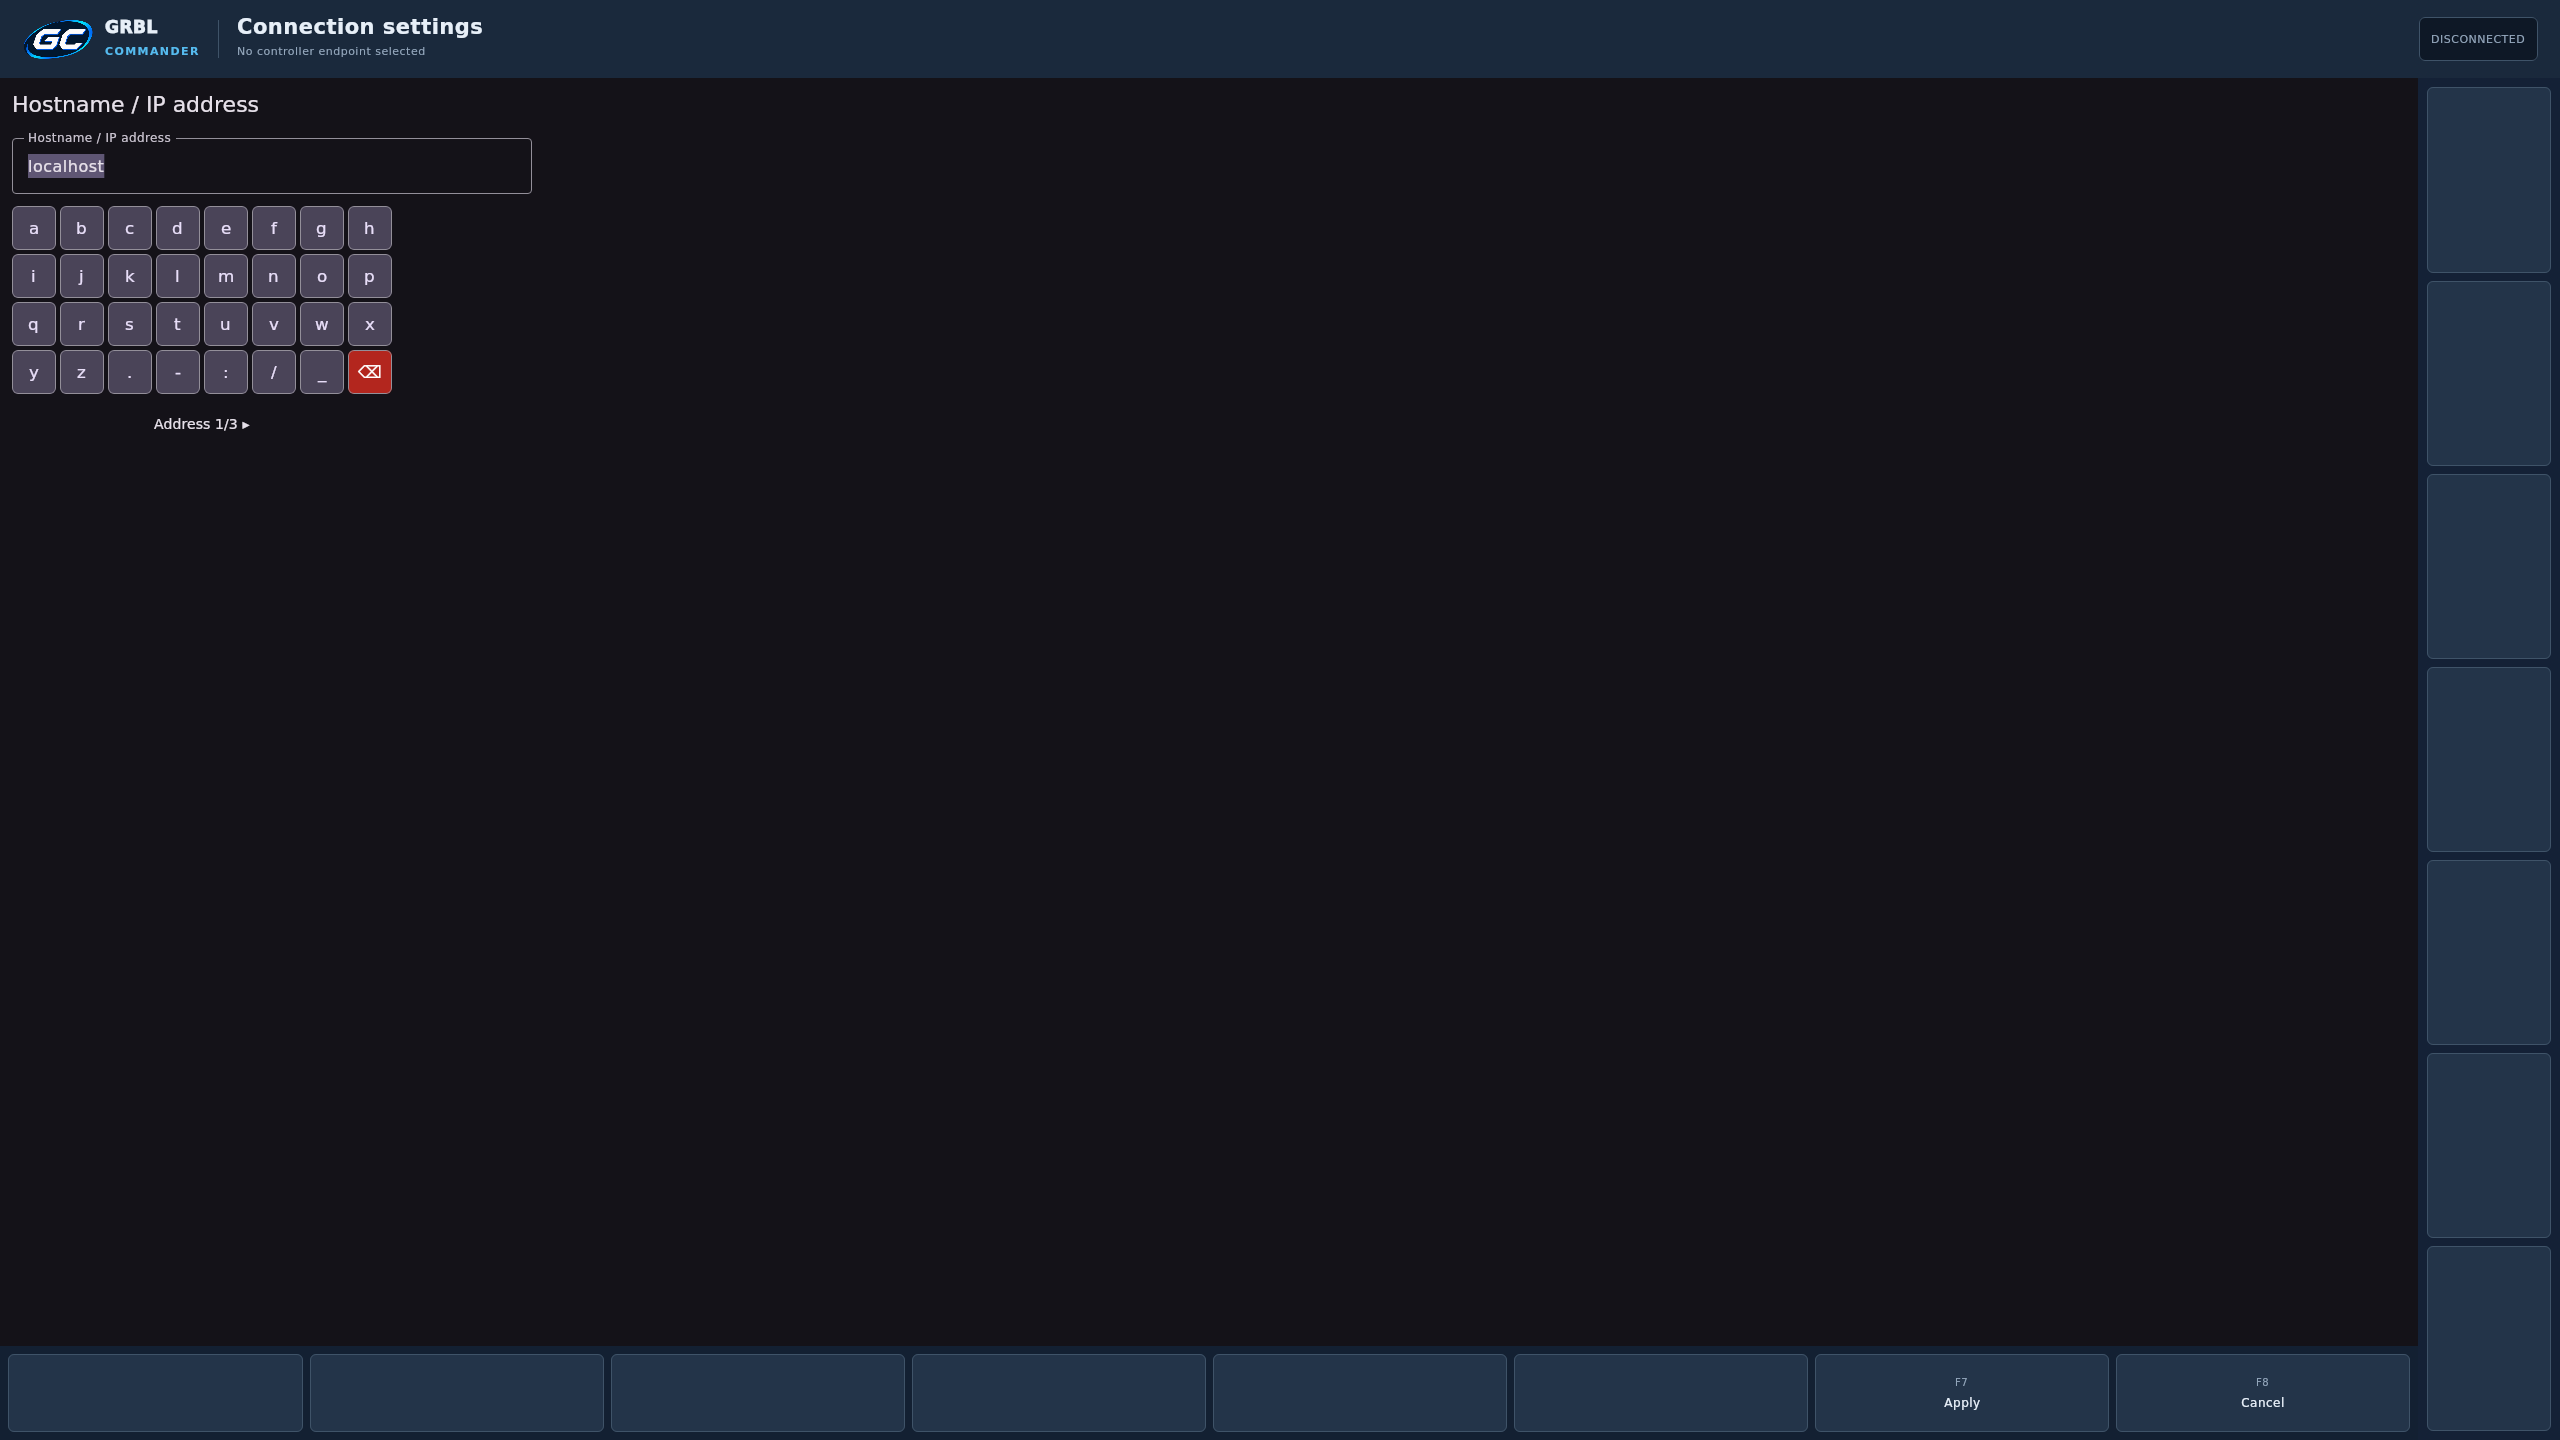 GC
GRBL
COMMANDER
Connection settings
No controller endpoint selected
DISCONNECTED
Hostname / IP address
Hostname / IP address
localhost
a b c d e f g h
i j k l m n o p
q r s t u v w x
y z . - : / _ ⌫
Address 1/3 ▸
F7
Apply
F8
Cancel